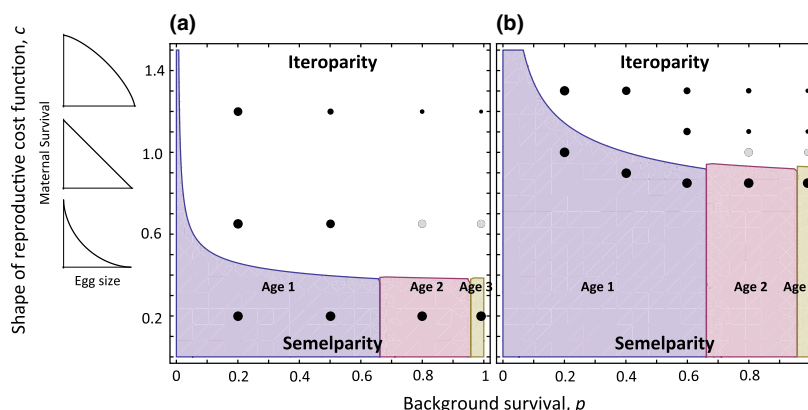 (a)
(b)
Shape of reproductive cost function, c
Maternal Survival
Egg size
1.4
1.0
0.6
0.2
Iteroparity
Age 1
Age 2
Age 3
Semelparity
0
0.2
0.4
0.6
0.8
1
Iteroparity
Age 1
Age 2
Age
Semelparity
0
0.2
0.4
0.6
0.8
Background survival, p